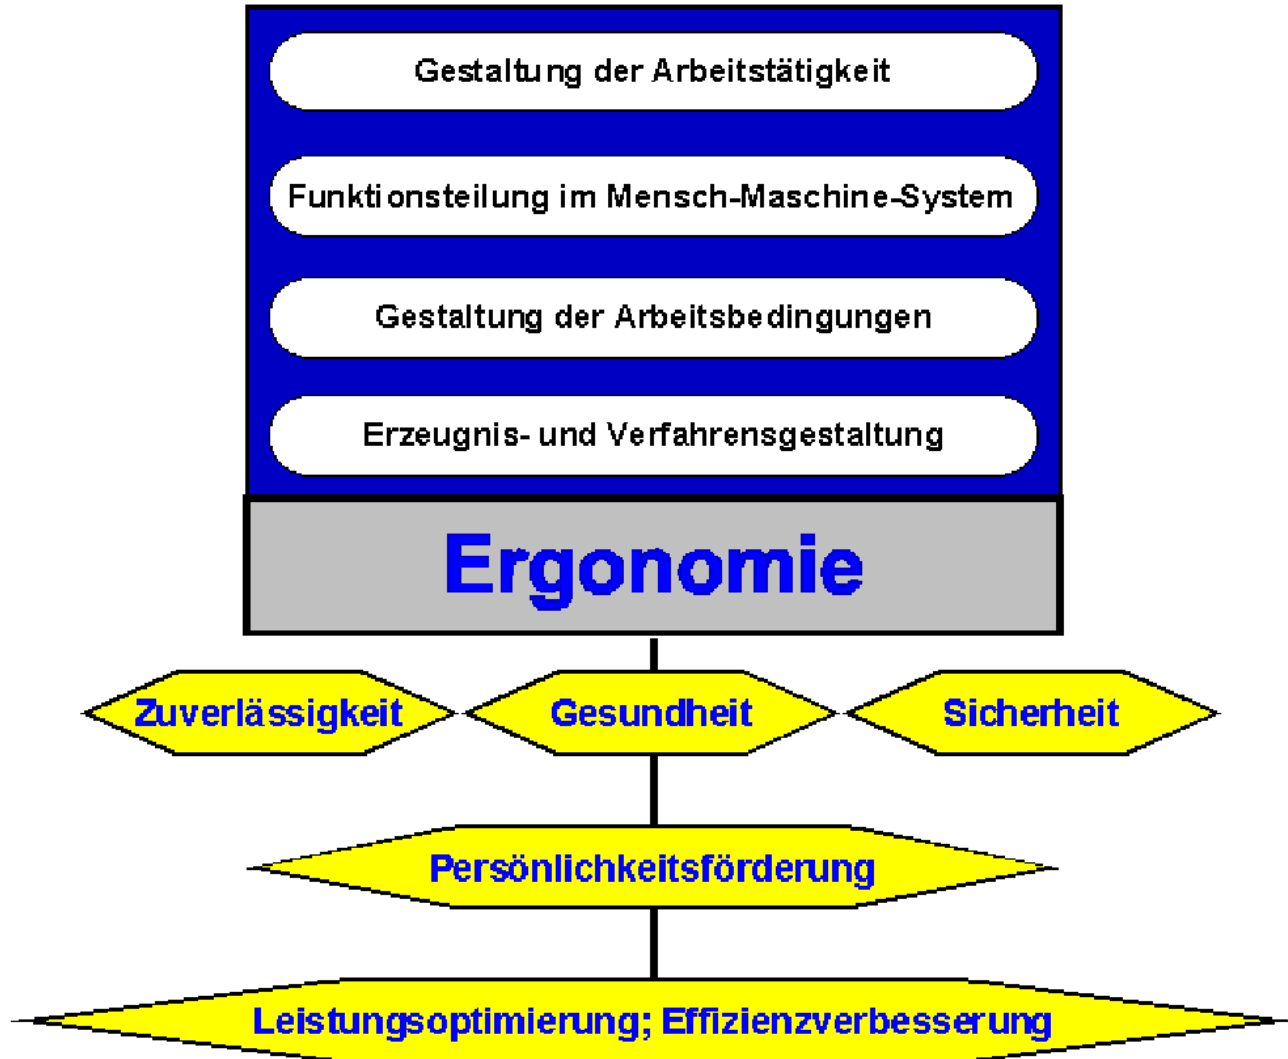 Gestaltung der Arbeitstätigkeit
Funktionsteilung im Mensch-Maschine-System
Gestaltung der Arbeitsbedingungen
Erzeugnis- und Verfahrensgestaltung
Ergonomie
Zuverlässigkeit
Gesundheit
Sicherheit
Persönlichkeitsförderung
Leistungsoptimierung; Effizienzverbesserung